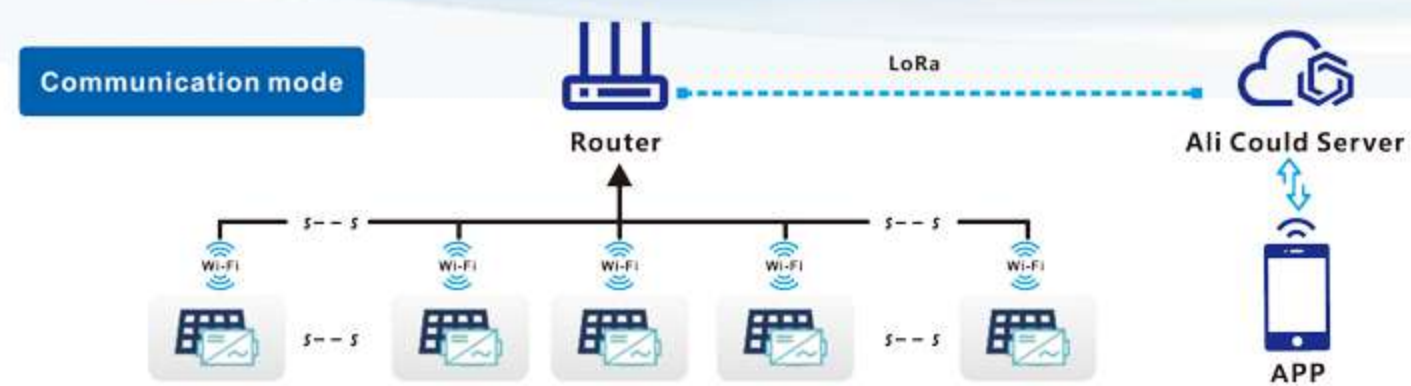 Communication mode
LoRa
Router
Ali Could Server
s-- s
s-- s
Wi-Fi
Wi-Fi
Wi-Fi
Wi-Fi
Wi-Fi
s-- s
s-- s
APP